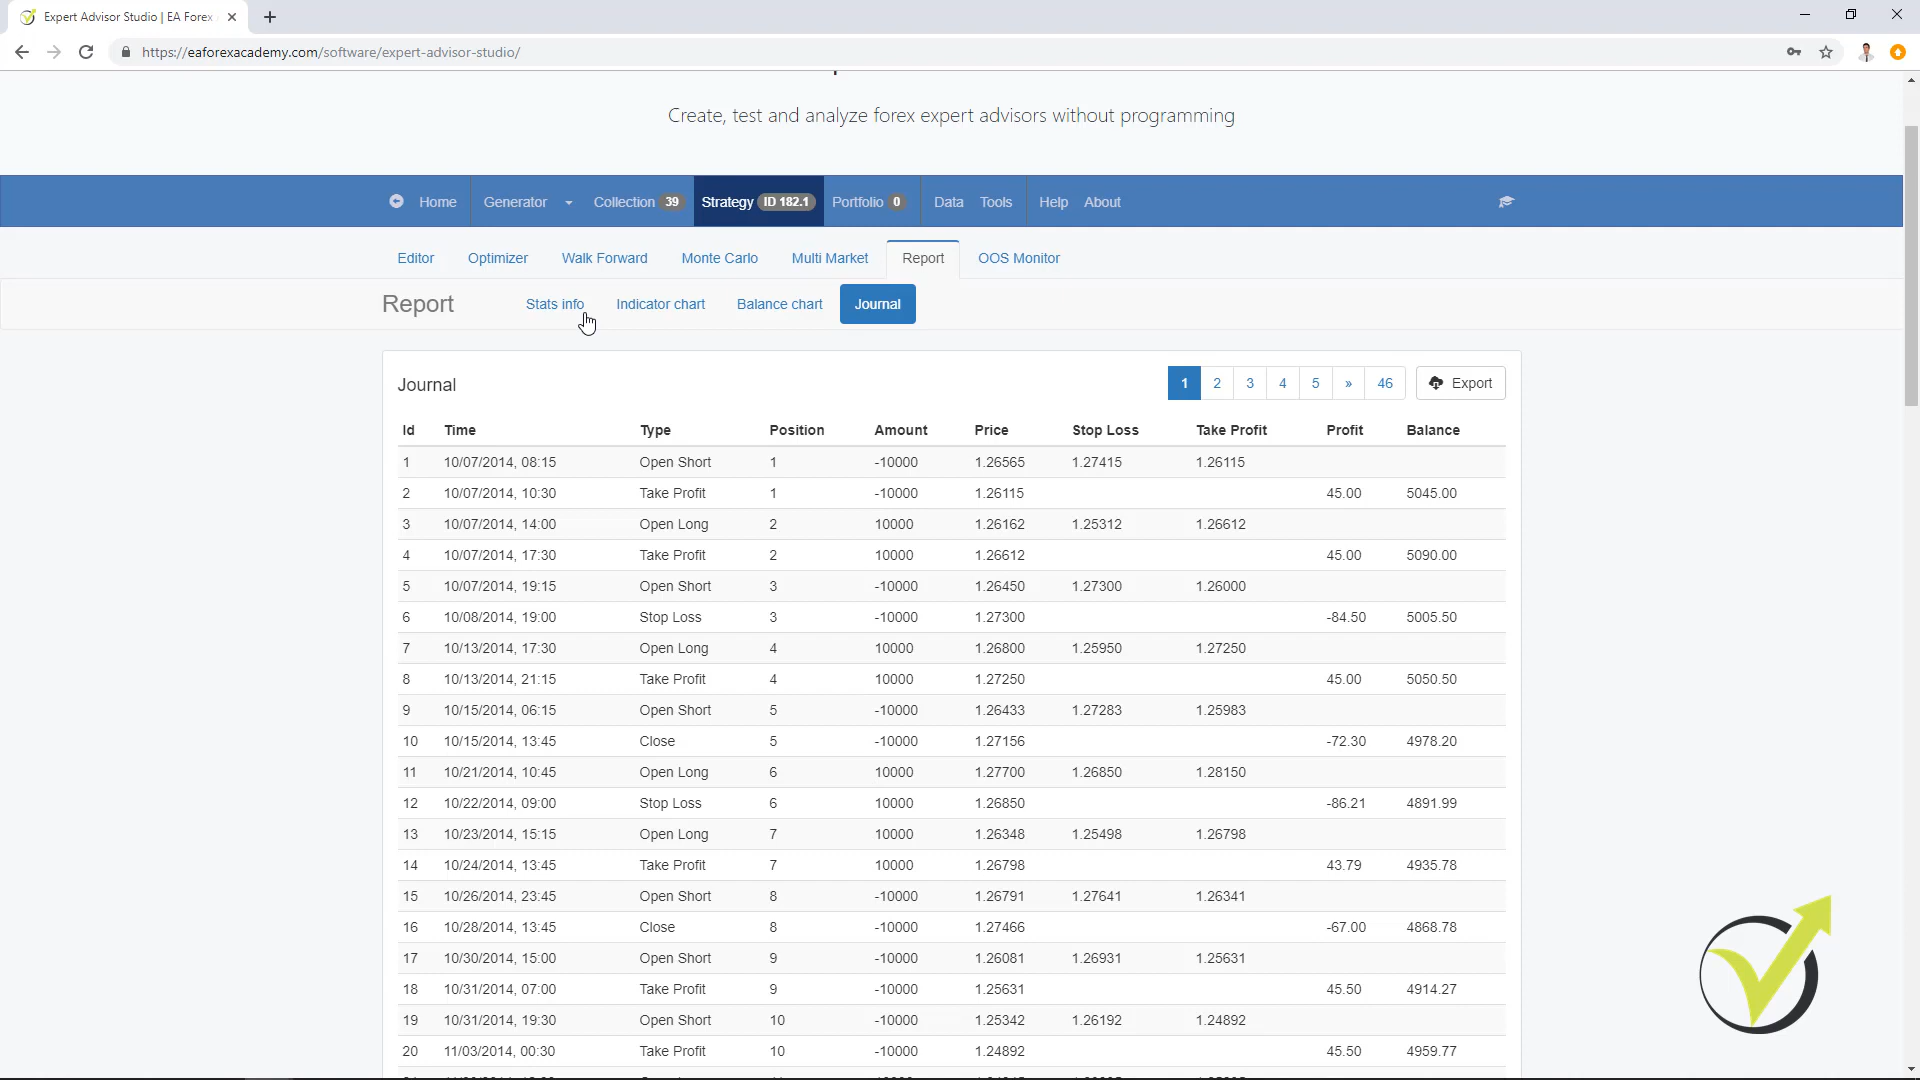 Expert Advisor Studio | EA Forex
https://eaforexacademy.com/software/expert-advisor-studio/
Create, test and analyze forex expert advisors without programming
Home Generator Collection 39 Strategy ID 182.1 Portfolio 0 Data Tools Help About
Editor Optimizer Walk Forward Monte Carlo Multi Market Report OOS Monitor
Report Stats info Indicator chart Balance chart Journal
Journal 1 2 3 4 5 » 46 Export
Id Time Type Position Amount Price Stop Loss Take Profit Profit Balance
1 10/07/2014, 08:15 Open Short 1 -10000 1.26565 1.27415 1.26115
2 10/07/2014, 10:30 Take Profit 1 -10000 1.26115 45.00 5045.00
3 10/07/2014, 14:00 Open Long 2 10000 1.26162 1.25312 1.26612
4 10/07/2014, 17:30 Take Profit 2 10000 1.26612 45.00 5090.00
5 10/07/2014, 19:15 Open Short 3 -10000 1.26450 1.27300 1.26000
6 10/08/2014, 19:00 Stop Loss 3 -10000 1.27300 -84.50 5005.50
7 10/13/2014, 17:30 Open Long 4 10000 1.26800 1.25950 1.27250
8 10/13/2014, 21:15 Take Profit 4 10000 1.27250 45.00 5050.50
9 10/15/2014, 06:15 Open Short 5 -10000 1.26433 1.27283 1.25983
10 10/15/2014, 13:45 Close 5 -10000 1.27156 -72.30 4978.20
11 10/21/2014, 10:45 Open Long 6 10000 1.27700 1.26850 1.28150
12 10/22/2014, 09:00 Stop Loss 6 10000 1.26850 -86.21 4891.99
13 10/23/2014, 15:15 Open Long 7 10000 1.26348 1.25498 1.26798
14 10/24/2014, 13:45 Take Profit 7 10000 1.26798 43.79 4935.78
15 10/26/2014, 23:45 Open Short 8 -10000 1.26791 1.27641 1.26341
16 10/28/2014, 13:45 Close 8 -10000 1.27466 -67.00 4868.78
17 10/30/2014, 15:00 Open Short 9 -10000 1.26081 1.26931 1.25631
18 10/31/2014, 07:00 Take Profit 9 -10000 1.25631 45.50 4914.27
19 10/31/2014, 19:30 Open Short 10 -10000 1.25342 1.26192 1.24892
20 11/03/2014, 00:30 Take Profit 10 -10000 1.24892 45.50 4959.77